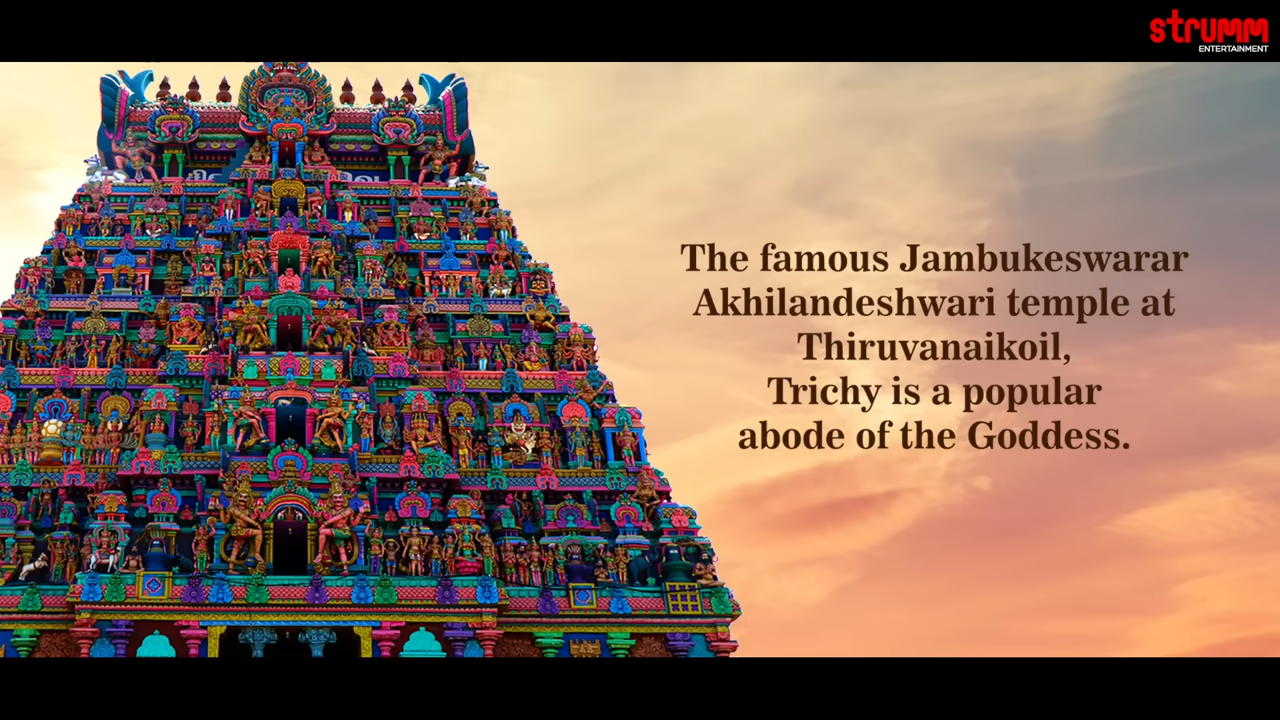 strumm
ENTERTAINMENT
The famous Jambukeswarar
Akhilandeshwari temple at
Thiruvanaikoil,
Trichy is a popular
abode of the Goddess.